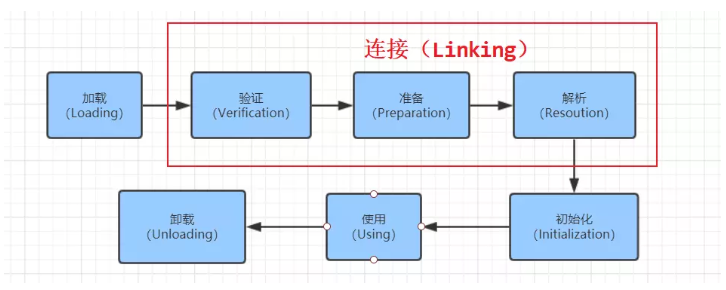 连接（Linking）
加载
(Loading)
验证
(Verification)
准备
(Preparation)
解析
(Resoution)
卸载
(Unloading)
使用
(Using)
初始化
(Initialization)